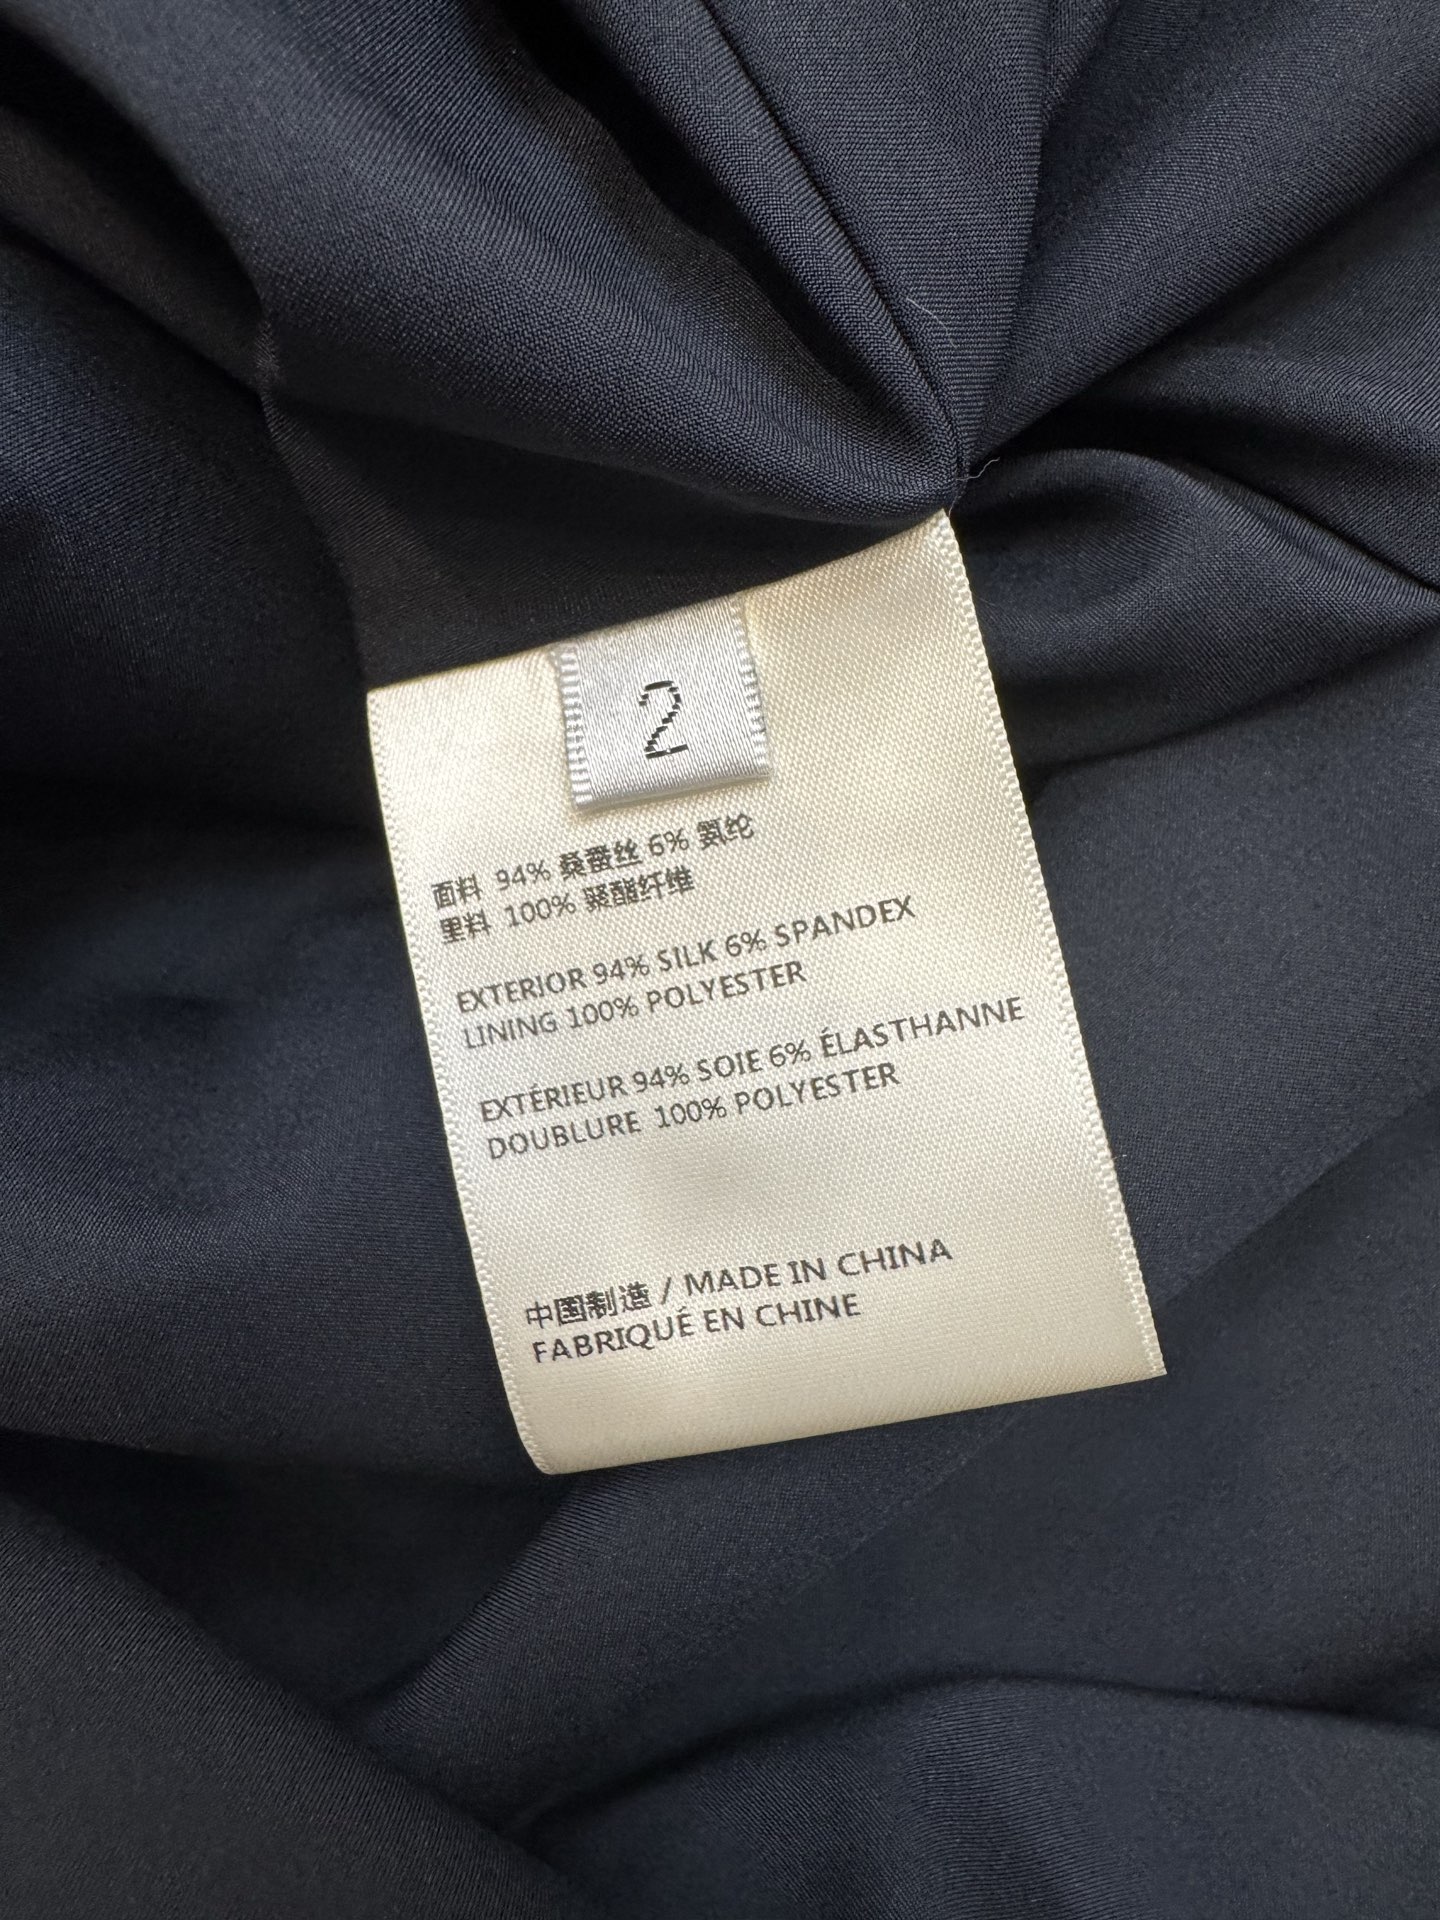 2
面料 94% 桑蚕丝 6% 氨纶
里料 100% 聚酯纤维
EXTERIOR 94% SILK 6% SPANDEX
LINING 100% POLYESTER
EXTÉRIEUR 94% SOIE 6% ÉLASTHANNE
DOUBLURE 100% POLYESTER
中国制造 / MADE IN CHINA
FABRIQUÉ EN CHINE